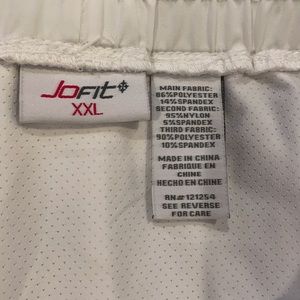 JOFIT
XXL
MAIN FABRIC:
86%POLYESTER
14%SPANDEX
SECOND FABRIC:
95%NYLON
5%SPANDEX
THIRD FABRIC:
90%POLYESTER
10%SPANDEX
MADE IN CHINA
FABRIQUE EN
CHINE
HECHO EN CHINE
RN#121254
SEE REVERSE
FOR CARE